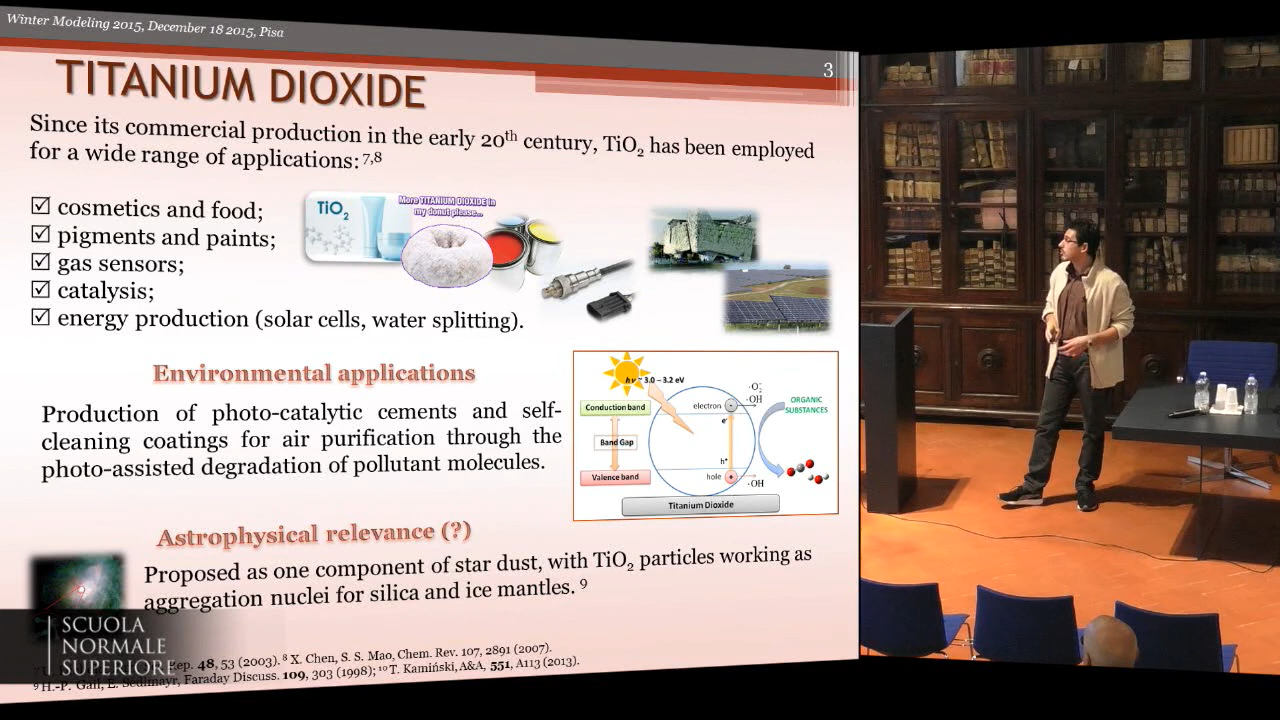 Winter Modeling 2015, December 18 2015, Pisa
3
TITANIUM DIOXIDE
Since its commercial production in the early 20th century, TiO2 has been employed
for a wide range of applications: 7,8
☑ cosmetics and food;
☑ pigments and paints;
☑ gas sensors;
☑ catalysis;
☑ energy production (solar cells, water splitting).
TiO2
More TITANIUM DIOXIDE in
my donut please...
Environmental applications
Production of photo-catalytic cements and self-
cleaning coatings for air purification through the
photo-assisted degradation of pollutant molecules.
hν = 3.0 – 3.2 eV
Conduction band
Band Gap
Valence band
electron
-
e-
h+
hole
+
·O2-
·OH
·OH
ORGANIC
SUBSTANCES
Titanium Dioxide
Astrophysical relevance (?)
Proposed as one component of star dust, with TiO2 particles working as
aggregation nuclei for silica and ice mantles. 9
Rep. 48, 53 (2003). 8 X. Chen, S. S. Mao, Chem. Rev. 107, 2891 (2007).
9 H.-P. Gail, E. Sedlmayr, Faraday Discuss. 109, 303 (1998); 10 T. Kamiński, A&A, 551, A113 (2013).
SCUOLA
NORMALE
SUPERIORE